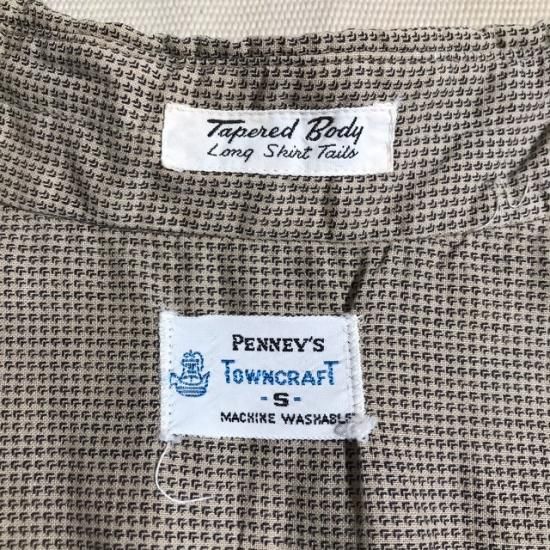 Tapered Body
Long Shirt Tails
PENNEY'S
TOWNCRAFT
- S -
MACHINE WASHABLE